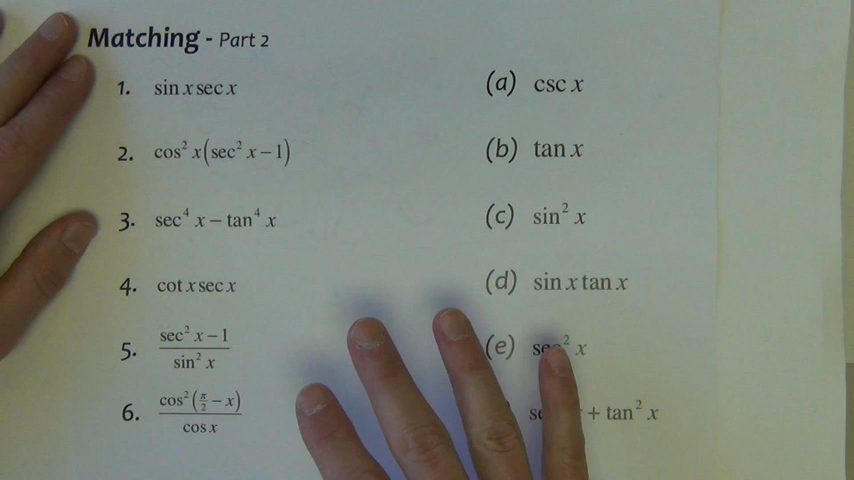 Matching - Part 2
1. sin x sec x
(a) csc x
2. cos² x(sec² x − 1)
(b) tan x
3. sec⁴ x − tan⁴ x
(c) sin² x
4. cot x sec x
(d) sin x tan x
5. sec² x − 1 / sin² x
(e) sec² x
6. cos²(π/2 − x) / cos x
+ tan² x